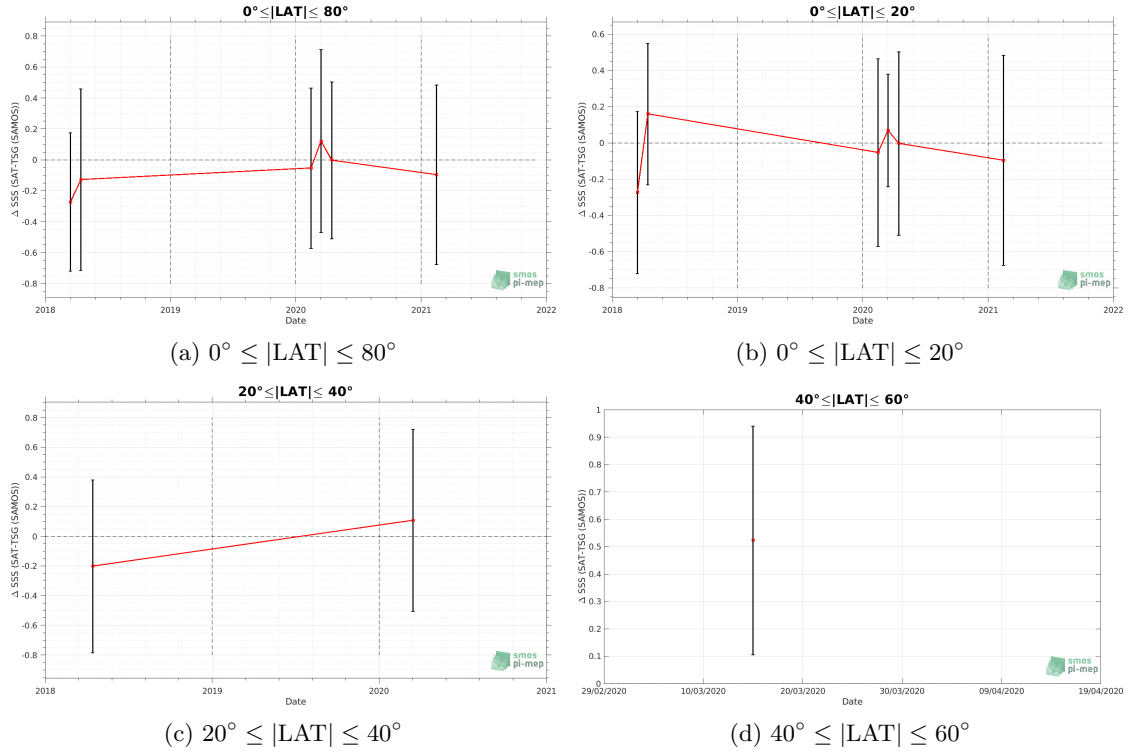 0°≤|LAT|≤ 80°
Δ SSS (SAT-TSG (SAMOS))
0.8
0.6
0.4
0.2
0
-0.2
-0.4
-0.6
-0.8
2018 2019 2020 2021 2022
Date
smos
pi-mep
(a) 0° ≤ |LAT| ≤ 80°
0°≤|LAT|≤ 20°
Δ SSS (SAT-TSG (SAMOS))
0.6
0.4
0.2
0
-0.2
-0.4
-0.6
-0.8
2018 2019 2020 2021 2022
Date
smos
pi-mep
(b) 0° ≤ |LAT| ≤ 20°
20°≤|LAT|≤ 40°
Δ SSS (SAT-TSG (SAMOS))
0.8
0.6
0.4
0.2
0
-0.2
-0.4
-0.6
-0.8
2018 2019 2020 2021
Date
smos
pi-mep
(c) 20° ≤ |LAT| ≤ 40°
40°≤|LAT|≤ 60°
Δ SSS (SAT-TSG (SAMOS))
1
0.9
0.8
0.7
0.6
0.5
0.4
0.3
0.2
0.1
0
29/02/2020 10/03/2020 20/03/2020 30/03/2020 09/04/2020 19/04/2020
Date
smos
pi-mep
(d) 40° ≤ |LAT| ≤ 60°